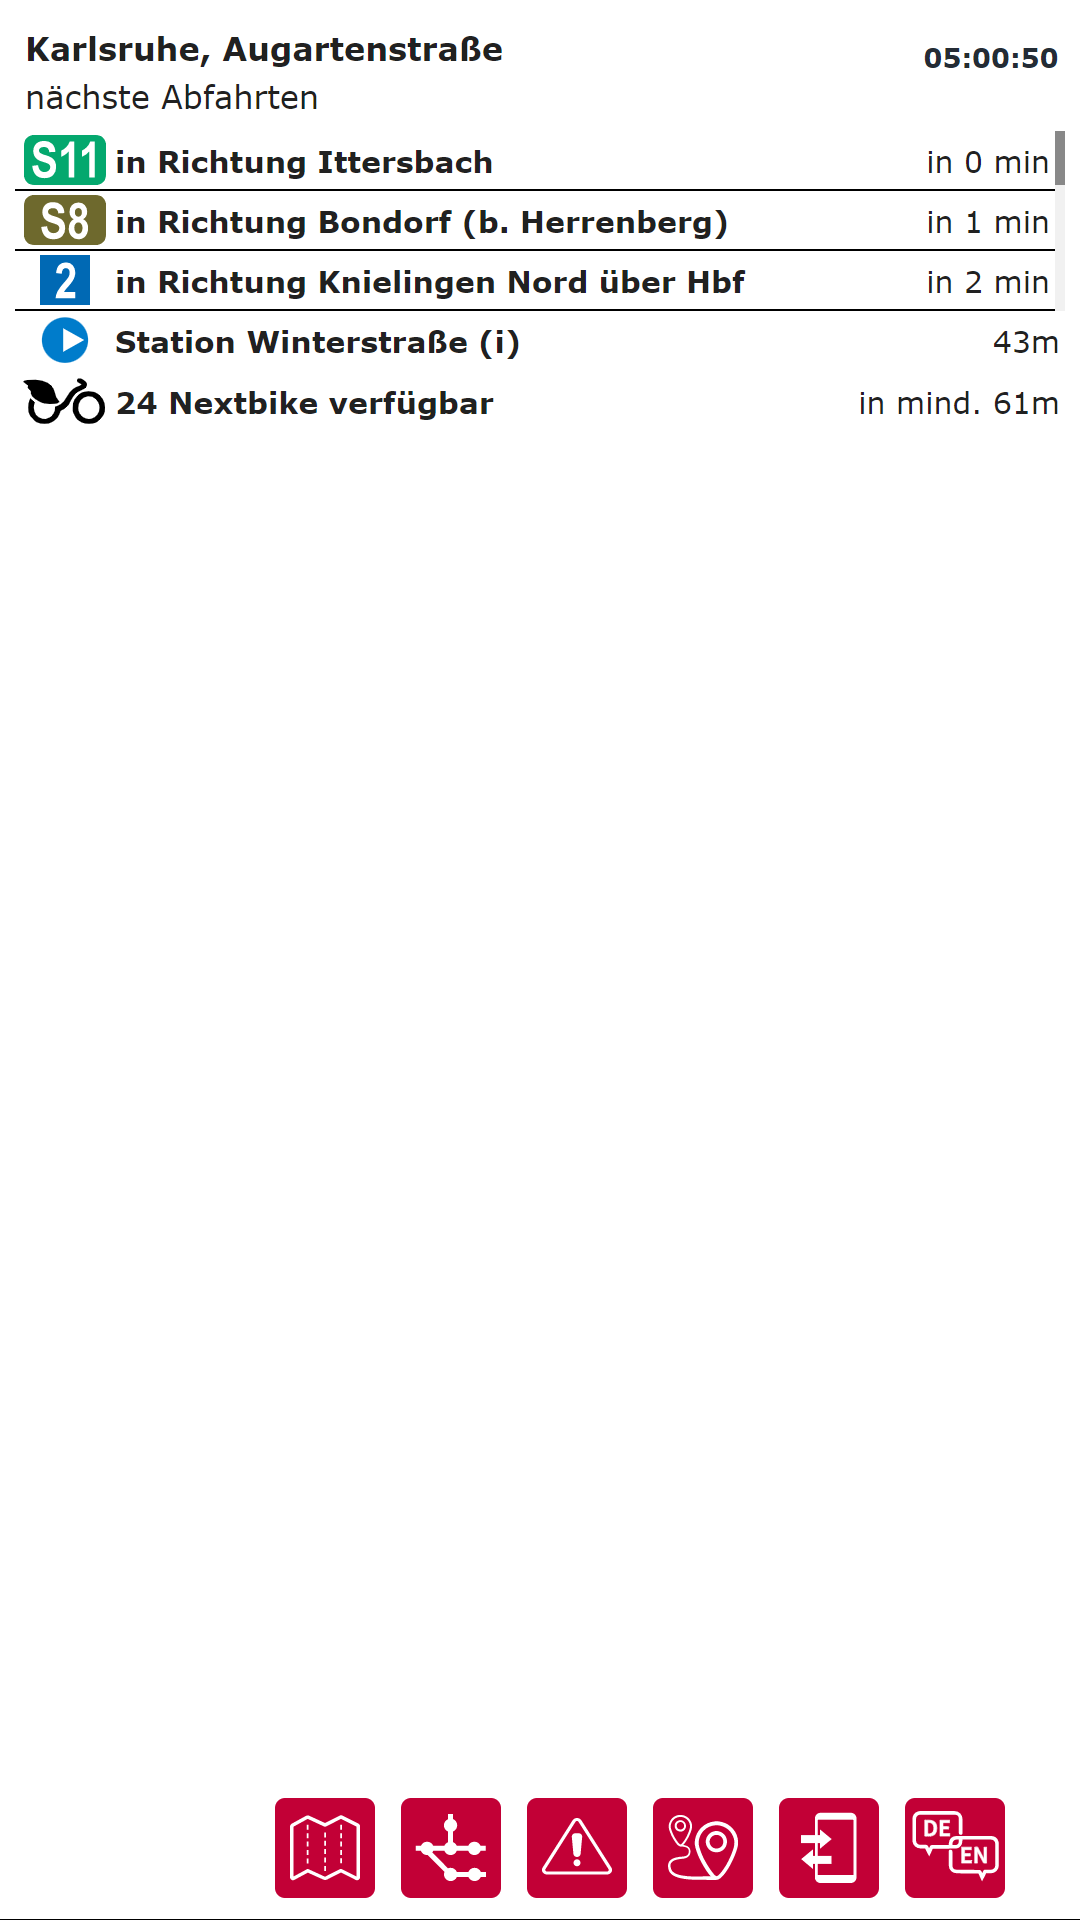 Karlsruhe, Augartenstraße
05:00:50
nächste Abfahrten
S11 in Richtung Ittersbach in 0 min
S8 in Richtung Bondorf (b. Herrenberg) in 1 min
2 in Richtung Knielingen Nord über Hbf in 2 min
Station Winterstraße (i) 43m
24 Nextbike verfügbar in mind. 61m
DE
EN